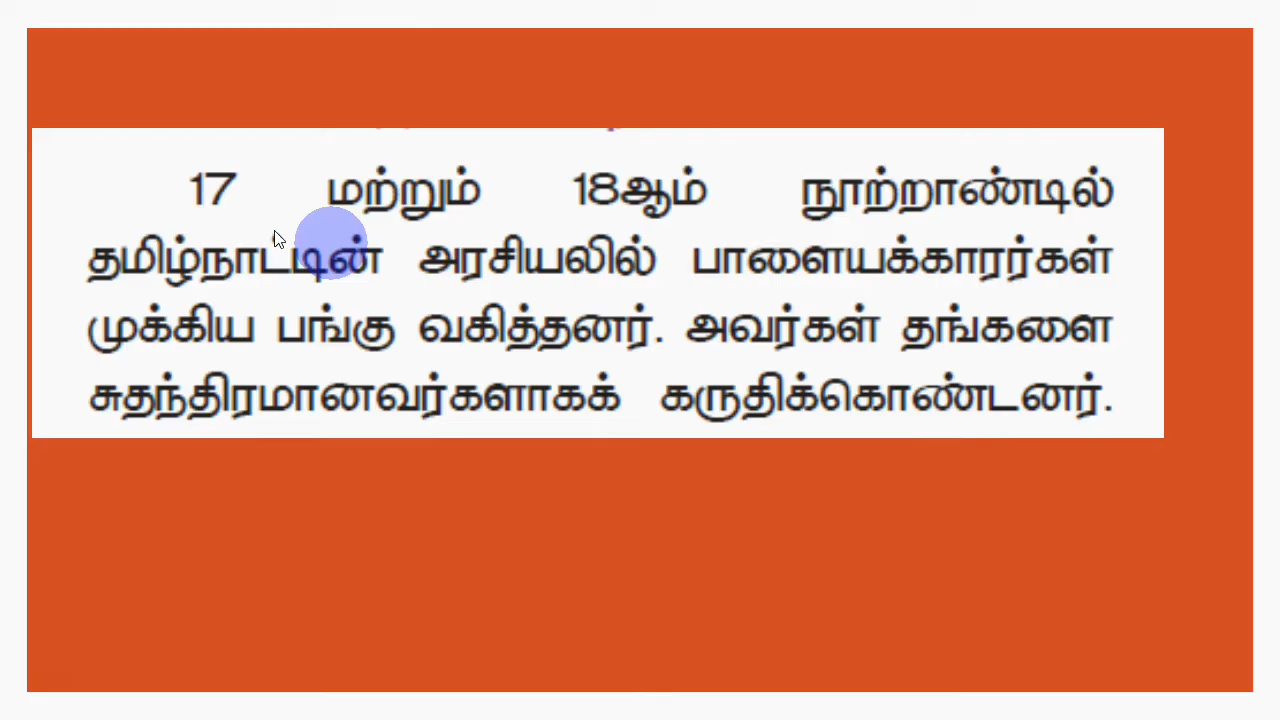 17 மற்றும் 18ஆம் நூற்றாண்டில்
தமிழ்நாட்டின் அரசியலில் பாளையக்காரர்கள்
முக்கிய பங்கு வகித்தனர். அவர்கள் தங்களை
சுதந்திரமானவர்களாகக் கருதிக்கொண்டனர்.